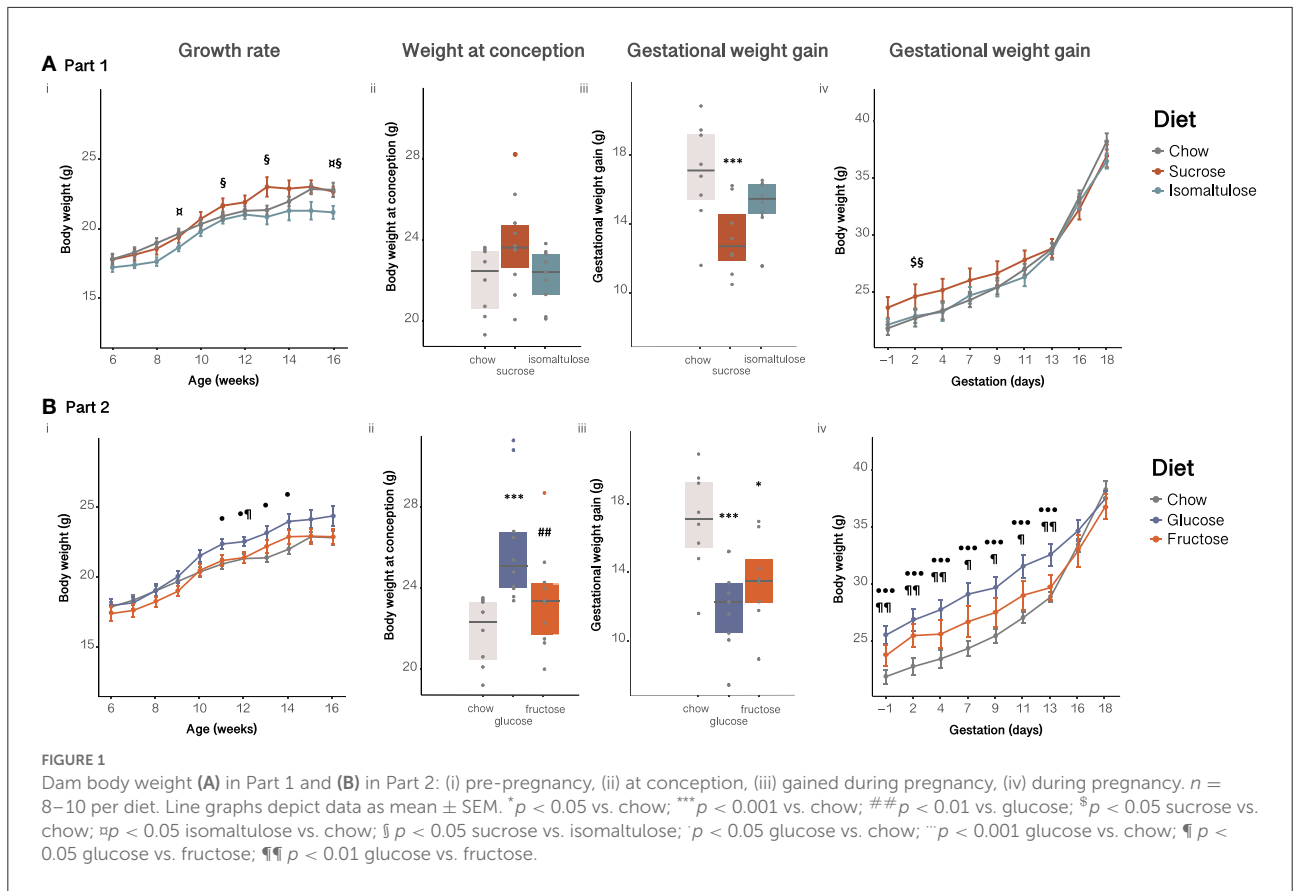 Growth rate
Weight at conception
Gestational weight gain
Gestational weight gain
A Part 1
i
ii
iii
iv
Body weight (g)
25
20
15
¤
§
§
¤§
6 8 10 12 14 16
Age (weeks)
Body weight at conception (g)
28
24
20
chow
sucrose
isomaltulose
Gestational weight gain (g)
18
14
10
***
chow
sucrose
isomaltulose
Body weight (g)
40
35
30
25
$§
−1 2 4 7 9 11 13 16 18
Gestation (days)
Diet
Chow
Sucrose
Isomaltulose
B Part 2
i
ii
iii
iv
Body weight (g)
25
20
15
•
•¶
•
•
6 8 10 12 14 16
Age (weeks)
Body weight at conception (g)
28
24
20
***
##
chow
glucose
fructose
Gestational weight gain (g)
18
14
10
***
*
chow
glucose
fructose
Body weight (g)
40
35
30
25
••• ••• ••• ••• ••• ••• •••
¶¶ ¶¶ ¶¶ ¶ ¶ ¶ ¶¶
−1 2 4 7 9 11 13 16 18
Gestation (days)
Diet
Chow
Glucose
Fructose
FIGURE 1
Dam body weight (A) in Part 1 and (B) in Part 2: (i) pre-pregnancy, (ii) at conception, (iii) gained during pregnancy, (iv) during pregnancy. n =
8–10 per diet. Line graphs depict data as mean ± SEM. *p < 0.05 vs. chow; ***p < 0.001 vs. chow; ##p < 0.01 vs. glucose; $p < 0.05 sucrose vs.
chow; ¤p < 0.05 isomaltulose vs. chow; § p < 0.05 sucrose vs. isomaltulose; ·p < 0.05 glucose vs. chow; ···p < 0.001 glucose vs. chow; ¶ p <
0.05 glucose vs. fructose; ¶¶ p < 0.01 glucose vs. fructose.